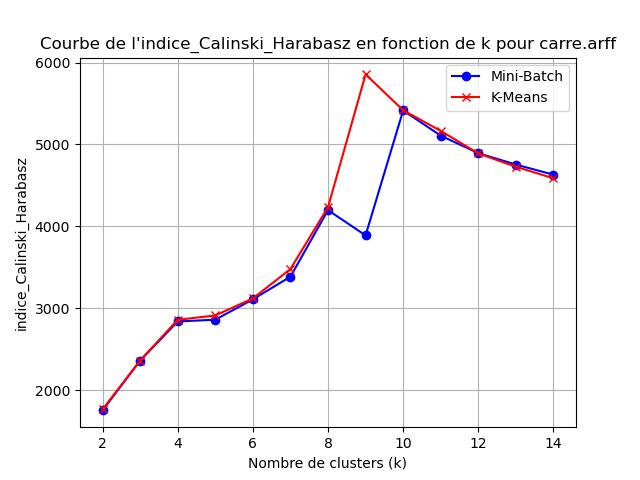 Courbe de l'indice_Calinski_Harabasz en fonction de k pour carre.arff
Mini-Batch
K-Means
indice_Calinski_Harabasz
6000
5000
4000
3000
2000
2 4 6 8 10 12 14
Nombre de clusters (k)